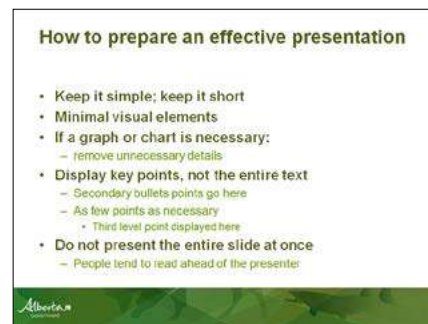 How to prepare an effective presentation
• Keep it simple; keep it short
• Minimal visual elements
• If a graph or chart is necessary:
– remove unnecessary details
• Display key points, not the entire text
– Secondary bullets points go here
– As few points as necessary
• Third level point displayed here
• Do not present the entire slide at once
– People tend to read ahead of the presenter
Alberta